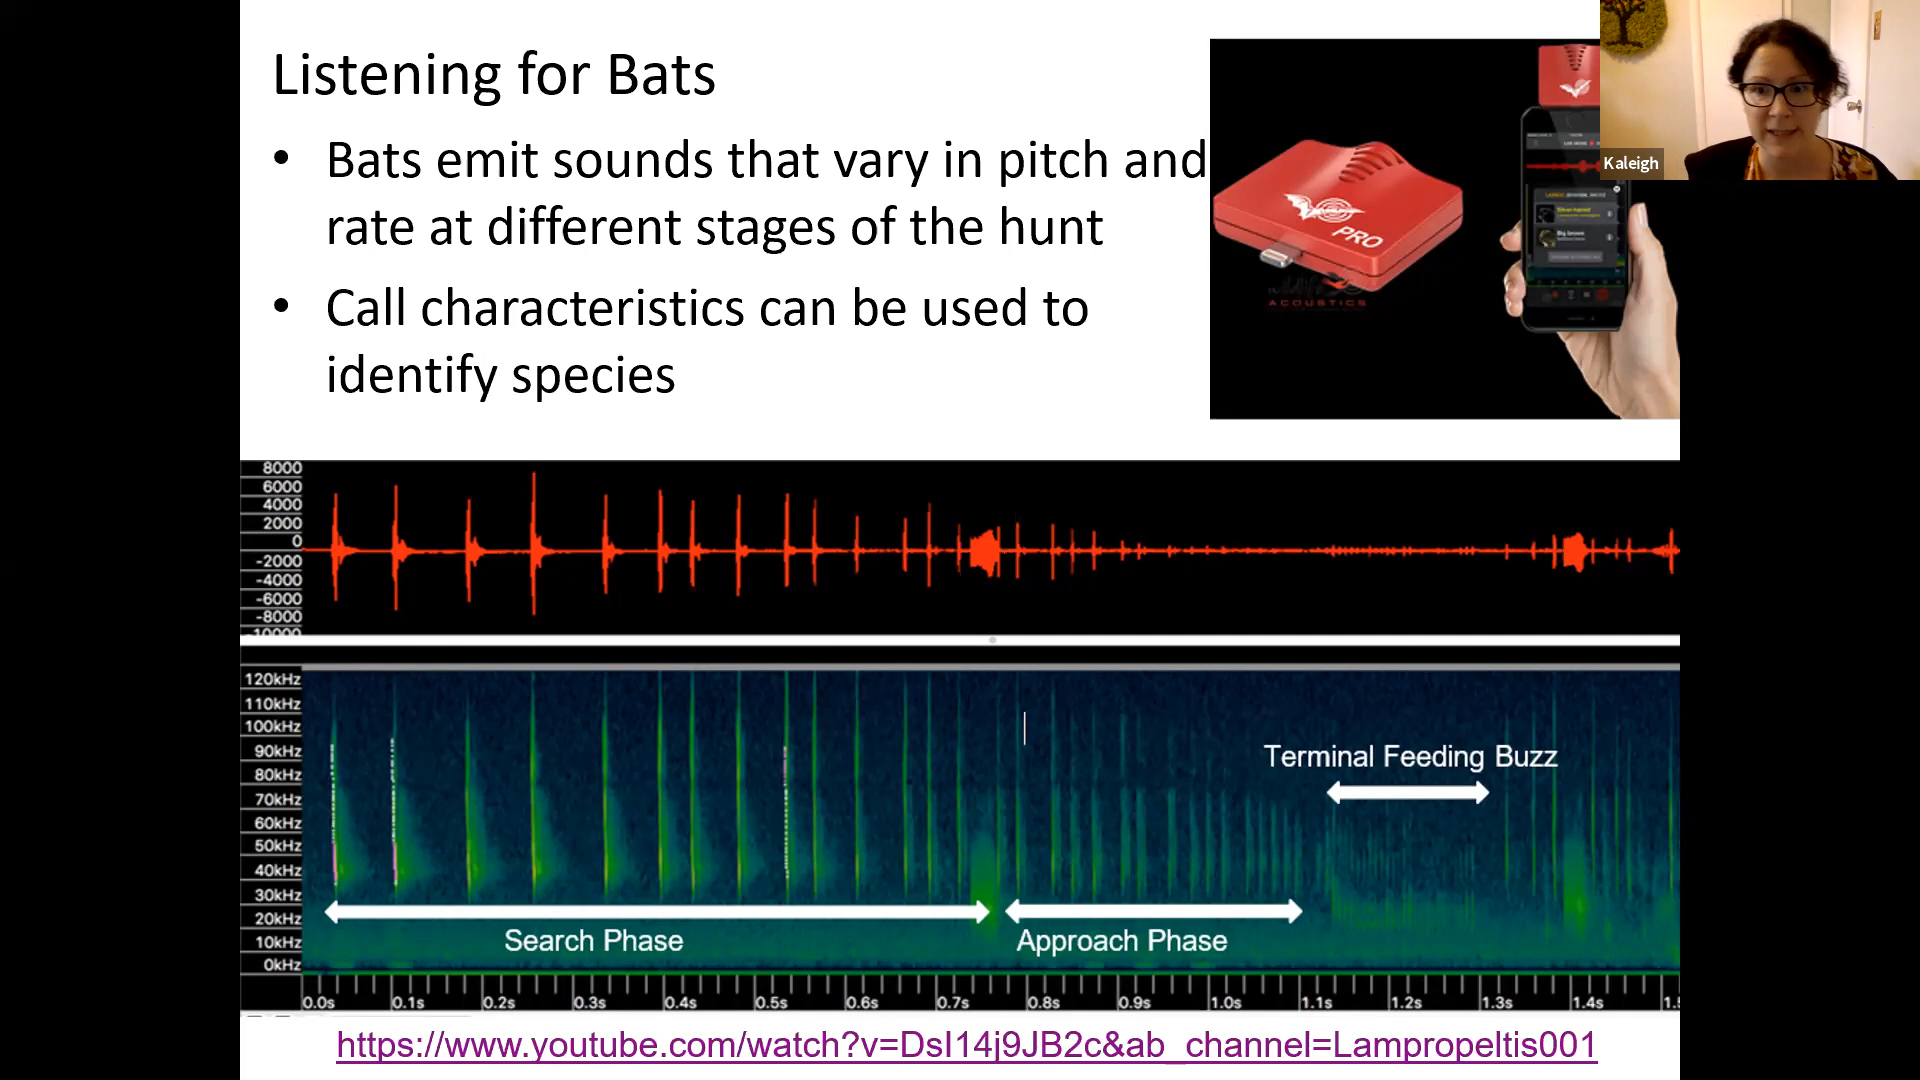 Listening for Bats
• Bats emit sounds that vary in pitch and
rate at different stages of the hunt
• Call characteristics can be used to
identify species
PRO
ACOUSTICS
Big brown
Kaleigh
8000
6000
4000
2000
0
-2000
-4000
-6000
-8000
-10000
120kHz
110kHz
100kHz
90kHz
80kHz
70kHz
60kHz
50kHz
40kHz
30kHz
20kHz
10kHz
0kHz
Terminal Feeding Buzz
Search Phase
Approach Phase
0.0s 0.1s 0.2s 0.3s 0.4s 0.5s 0.6s 0.7s 0.8s 0.9s 1.0s 1.1s 1.2s 1.3s 1.4s
https://www.youtube.com/watch?v=DsI14j9JB2c&ab_channel=Lampropeltis001